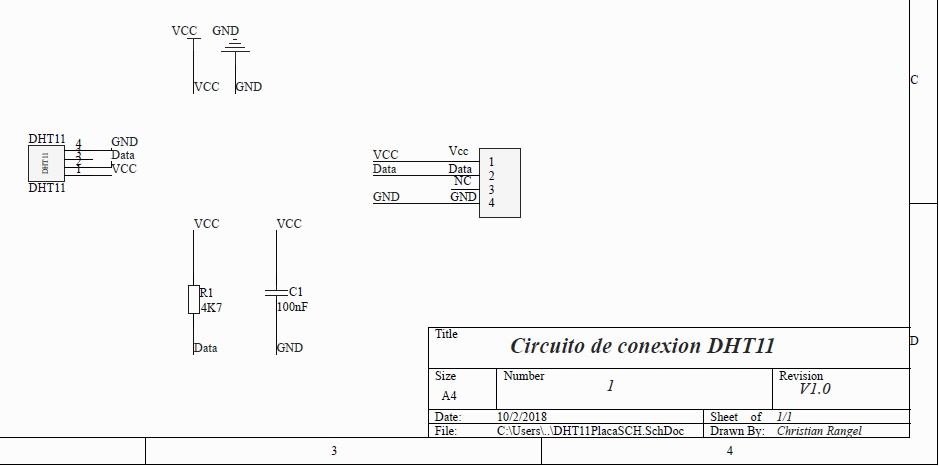 VCC GND
VCC GND
C
DHT11
4 GND
3 Data
2
1 VCC
DHT11
DHT11
VCC Vcc 1
Data Data 2
NC 3
GND GND 4
VCC VCC
R1 C1
4K7 100nF
Data GND
Title
Circuito de conexion DHT11
D
Size Number Revision
A4 1 V1.0
Date: 10/2/2018 Sheet of 1/1
File: C:\Users\..\DHT11PlacaSCH.SchDoc Drawn By: Christian Rangel
3 4